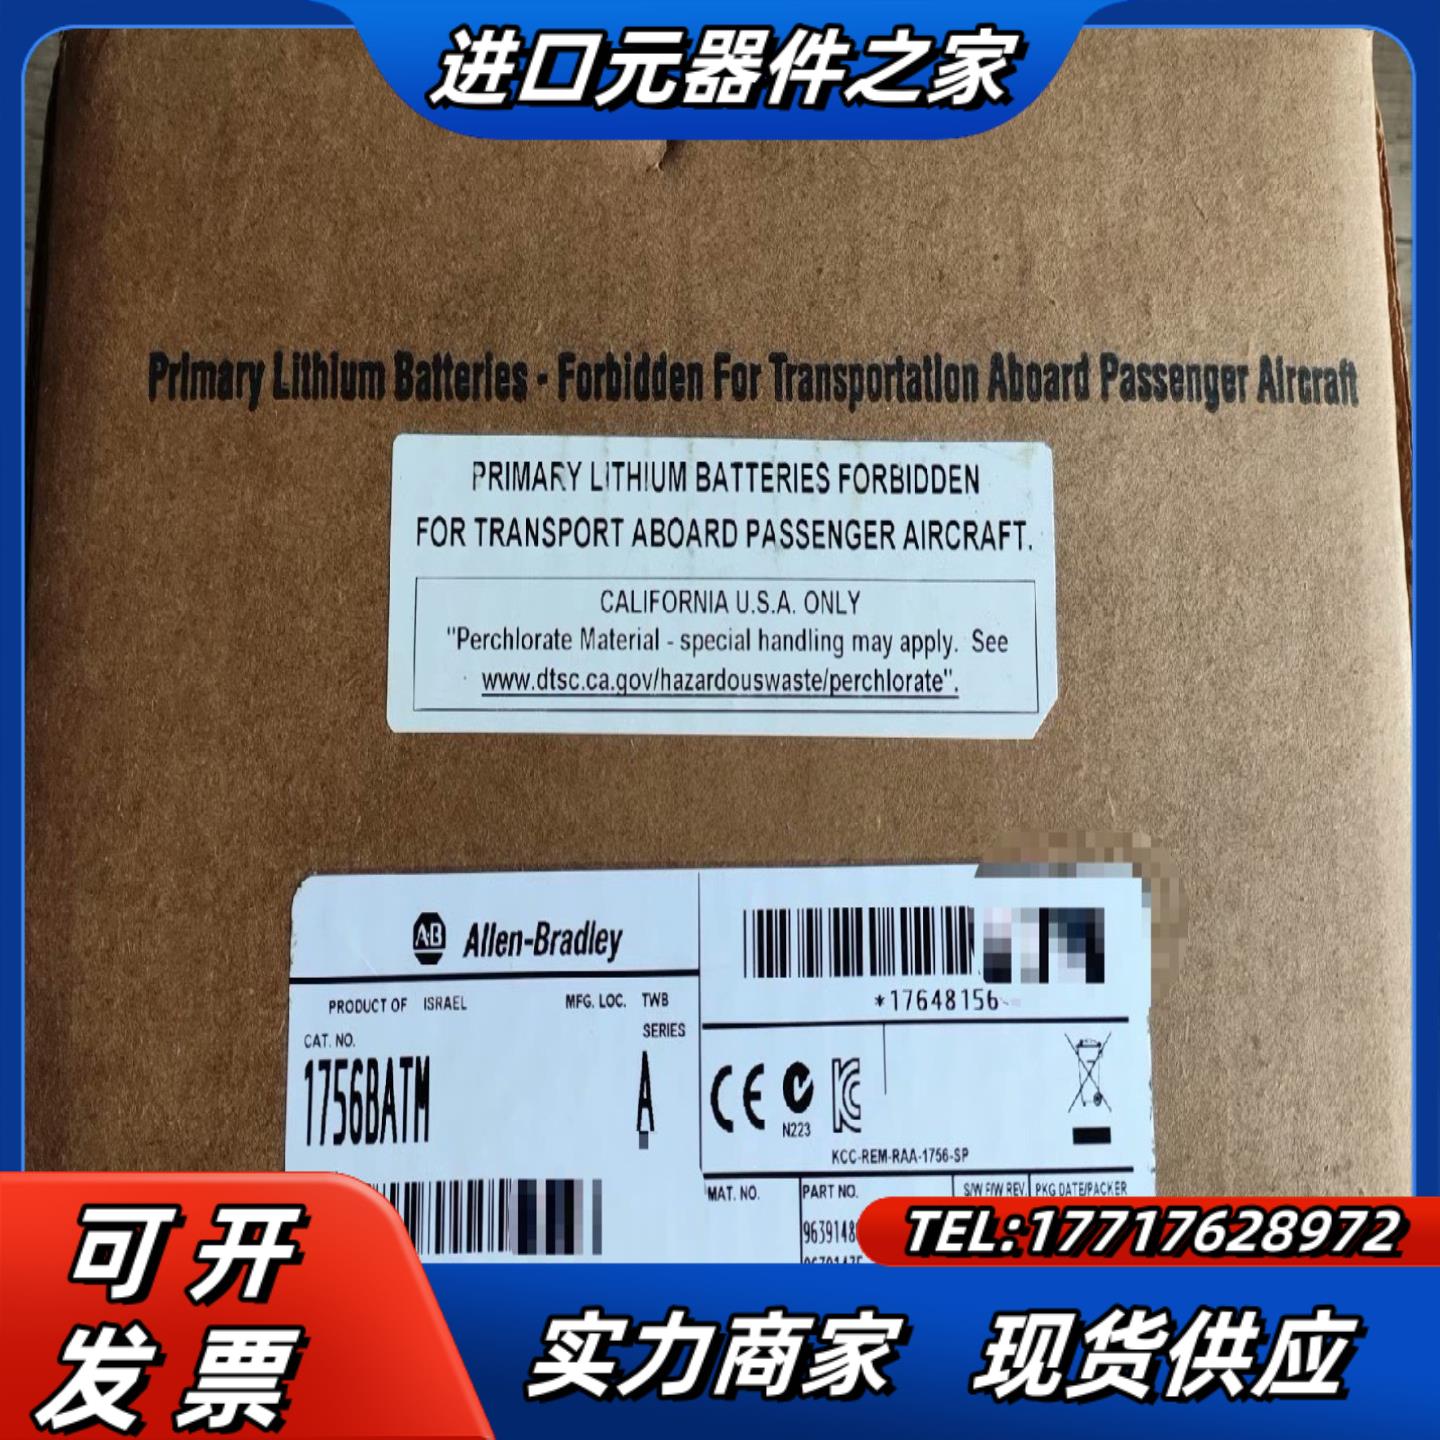 进口元器件之家
Primary Lithium Batteries - Forbidden For Transportation Aboard Passenger Aircraft
PRIMARY LITHIUM BATTERIES FORBIDDEN
FOR TRANSPORT ABOARD PASSENGER AIRCRAFT.
CALIFORNIA U.S.A. ONLY
"Perchlorate Material - special handling may apply. See
www.dtsc.ca.gov/hazardouswaste/perchlorate".
AB Allen-Bradley
*17648156
PRODUCT OF ISRAEL MFG. LOC. TWB
SERIES
CAT. NO.
1756BATM A
CE N223 KC
KCC-REM-RAA-1756-SP
MAT. NO. PART NO. S/W F/W REV. PKG DATE/PACKER
9639148
TEL:17717628972
可开
发票
实力商家 现货供应